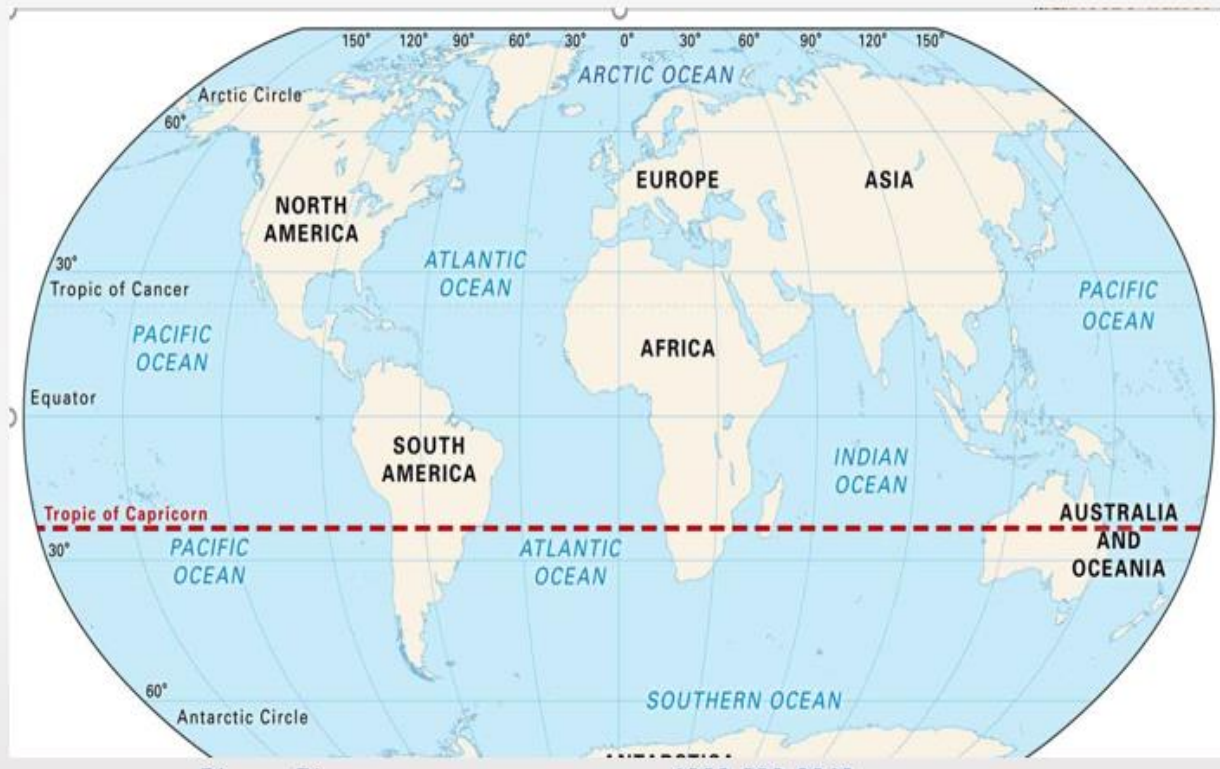 150° 120° 90° 60° 30° 0° 30° 60° 90° 120° 150°
ARCTIC OCEAN
Arctic Circle
60°
EUROPE
ASIA
NORTH
AMERICA
ATLANTIC
OCEAN
30°
Tropic of Cancer
PACIFIC
OCEAN
PACIFIC
OCEAN
AFRICA
Equator
SOUTH
AMERICA
INDIAN
OCEAN
Tropic of Capricorn
AUSTRALIA
AND
OCEANIA
30°
PACIFIC
OCEAN
ATLANTIC
OCEAN
60°
SOUTHERN OCEAN
Antarctic Circle
ANTARCTICA